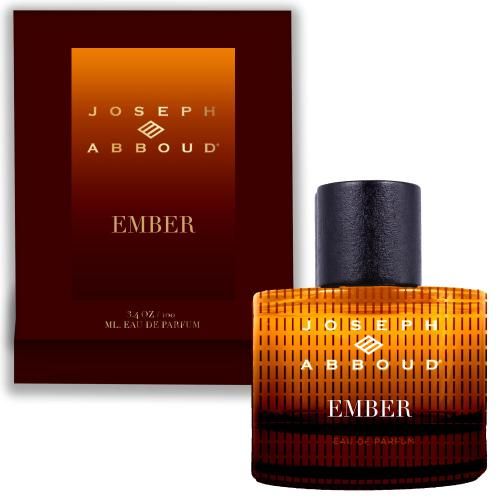 JOSEPH
ABBOUD®
EMBER
3.4 OZ / 100
ML. EAU DE PARFUM
JOSEPH
ABBOUD®
EMBER
EAU DE PARFUM